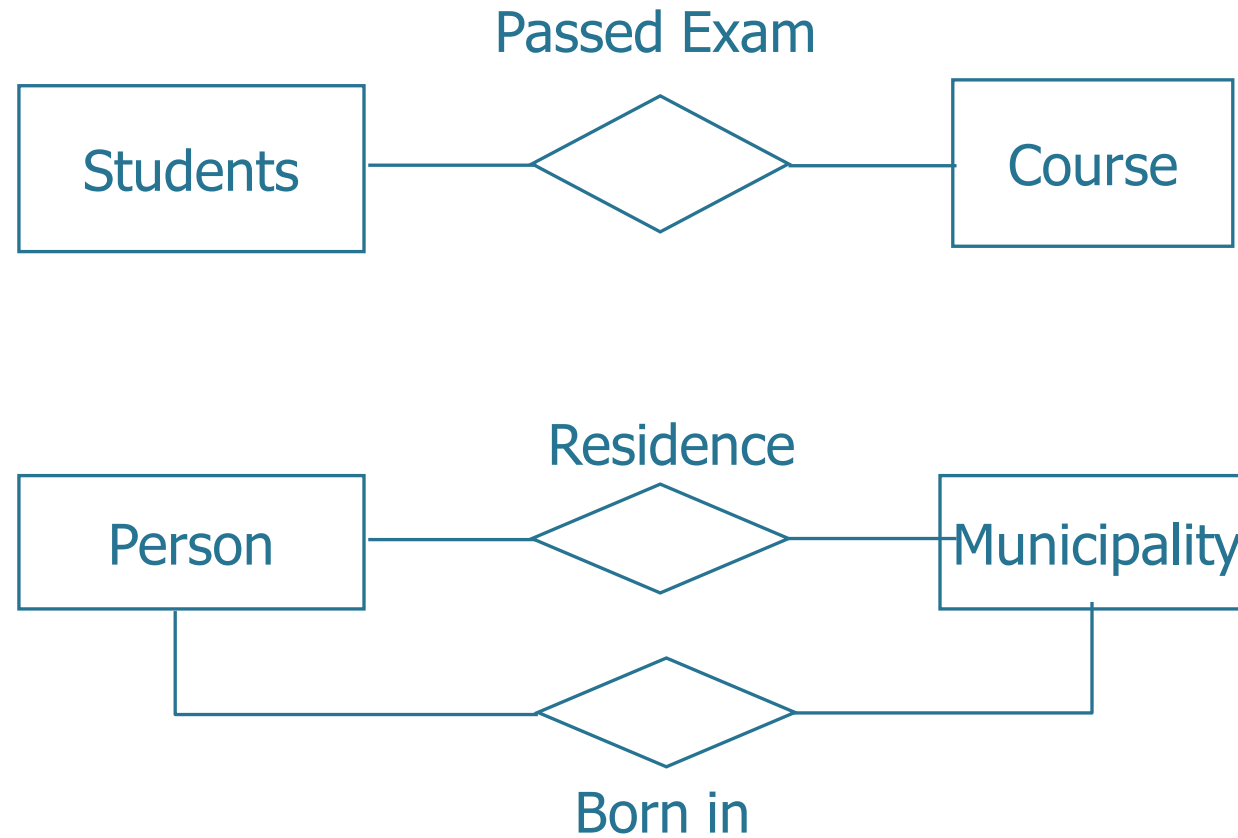 Passed Exam
Students
Course
Residence
Person
Municipality
Born in